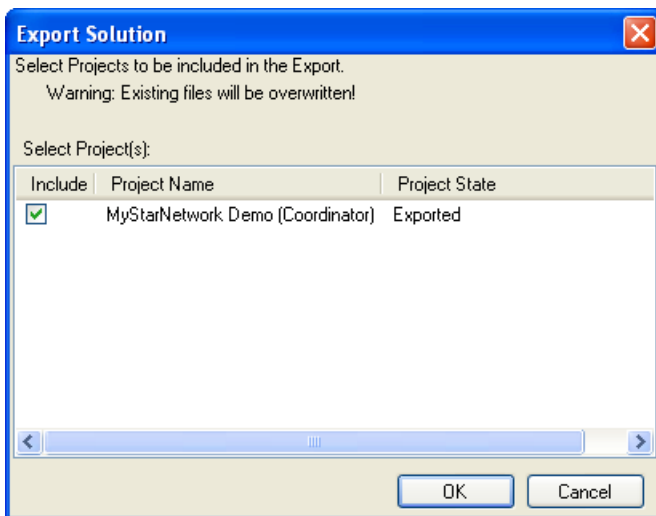 Export Solution
Select Projects to be included in the Export.
Warning: Existing files will be overwritten!
Select Project(s):
Include Project Name Project State
MyStarNetwork Demo (Coordinator) Exported
OK Cancel